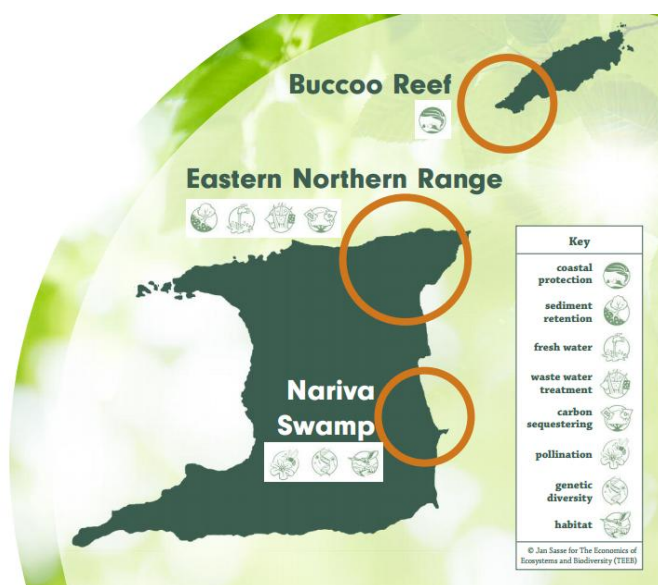 Buccoo Reef
Eastern Northern Range
Nariva
Swamp
Key
coastal
protection
sediment
retention
fresh water
waste water
treatment
carbon
sequestering
pollination
genetic
diversity
habitat
© Jan Sasse for The Economics of
Ecosystems and Biodiversity (TEEB)